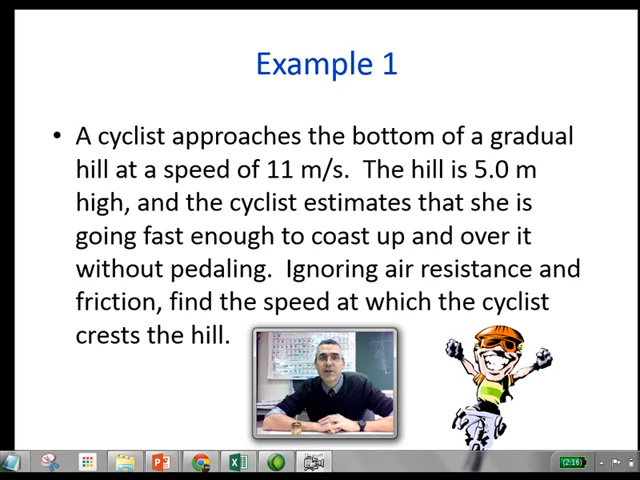 Example 1
• A cyclist approaches the bottom of a gradual
hill at a speed of 11 m/s.  The hill is 5.0 m
high, and the cyclist estimates that she is
going fast enough to coast up and over it
without pedaling.  Ignoring air resistance and
friction, find the speed at which the cyclist
crests the hill.
(2:16)